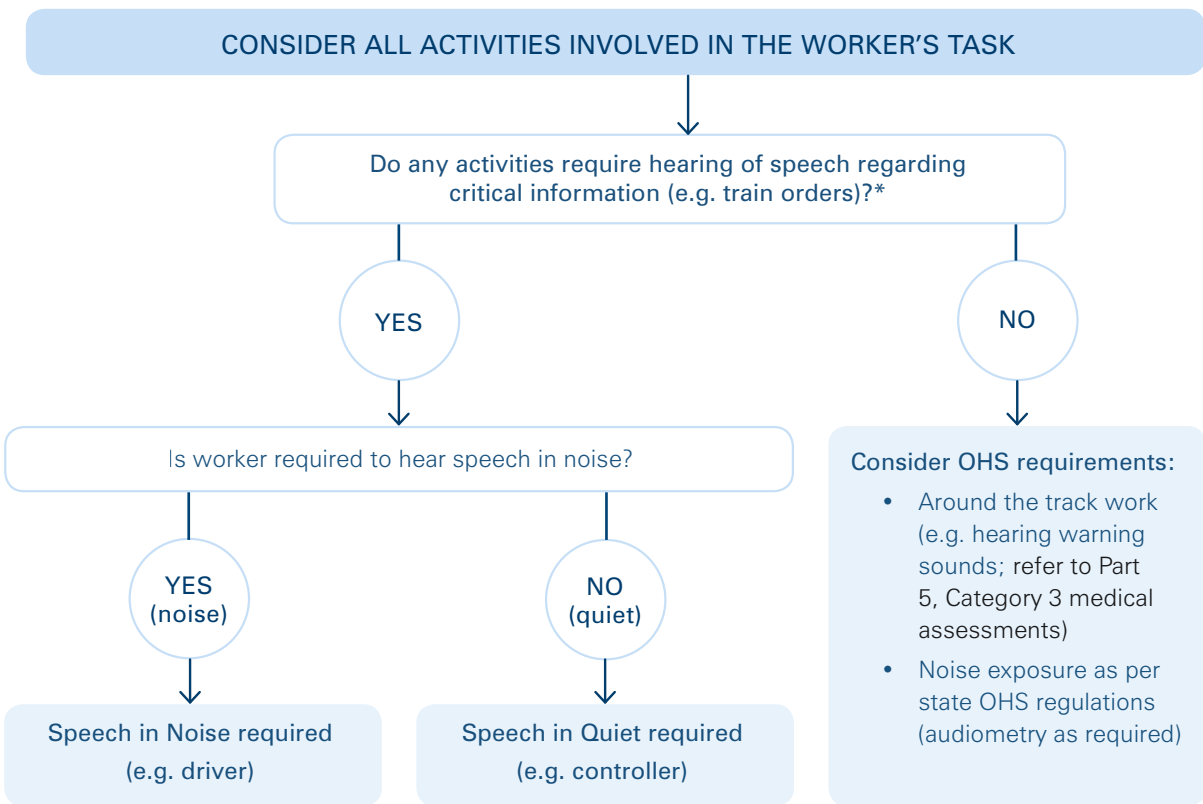 CONSIDER ALL ACTIVITIES INVOLVED IN THE WORKER'S TASK
Do any activities require hearing of speech regarding
critical information (e.g. train orders)?*
YES
NO
Is worker required to hear speech in noise?
YES
(noise)
NO
(quiet)
Speech in Noise required
(e.g. driver)
Speech in Quiet required
(e.g. controller)
Consider OHS requirements:
• Around the track work
(e.g. hearing warning
sounds; refer to Part
5, Category 3 medical
assessments)
• Noise exposure as per
state OHS regulations
(audiometry as required)